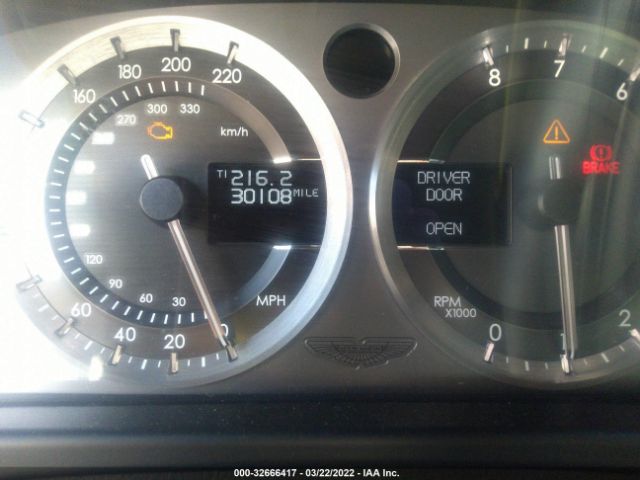 200
180 220
160
300 330
270
km/h
T1 216.2
30108 MILE
120
90
60
30
MPH
60
40
20
0
8 7 6
BRAKE
DRIVER
DOOR
OPEN
RPM
X1000
0 1 2
000-32666417 - 03/22/2022 - IAA Inc.